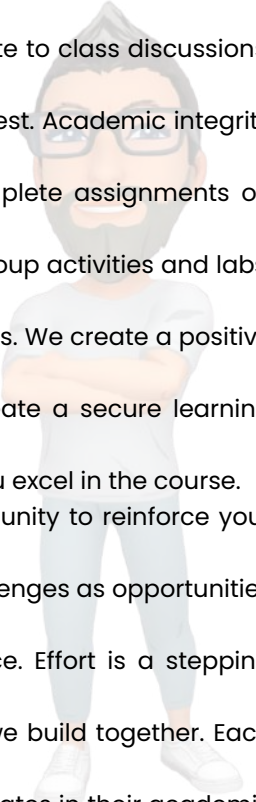 te to class discussions
est. Academic integrit
plete assignments o
oup activities and labs
s. We create a positiv
ate a secure learnin
u excel in the course.
unity to reinforce you
enges as opportunitie
ce. Effort is a steppin
we build together. Eac
ates in their academi